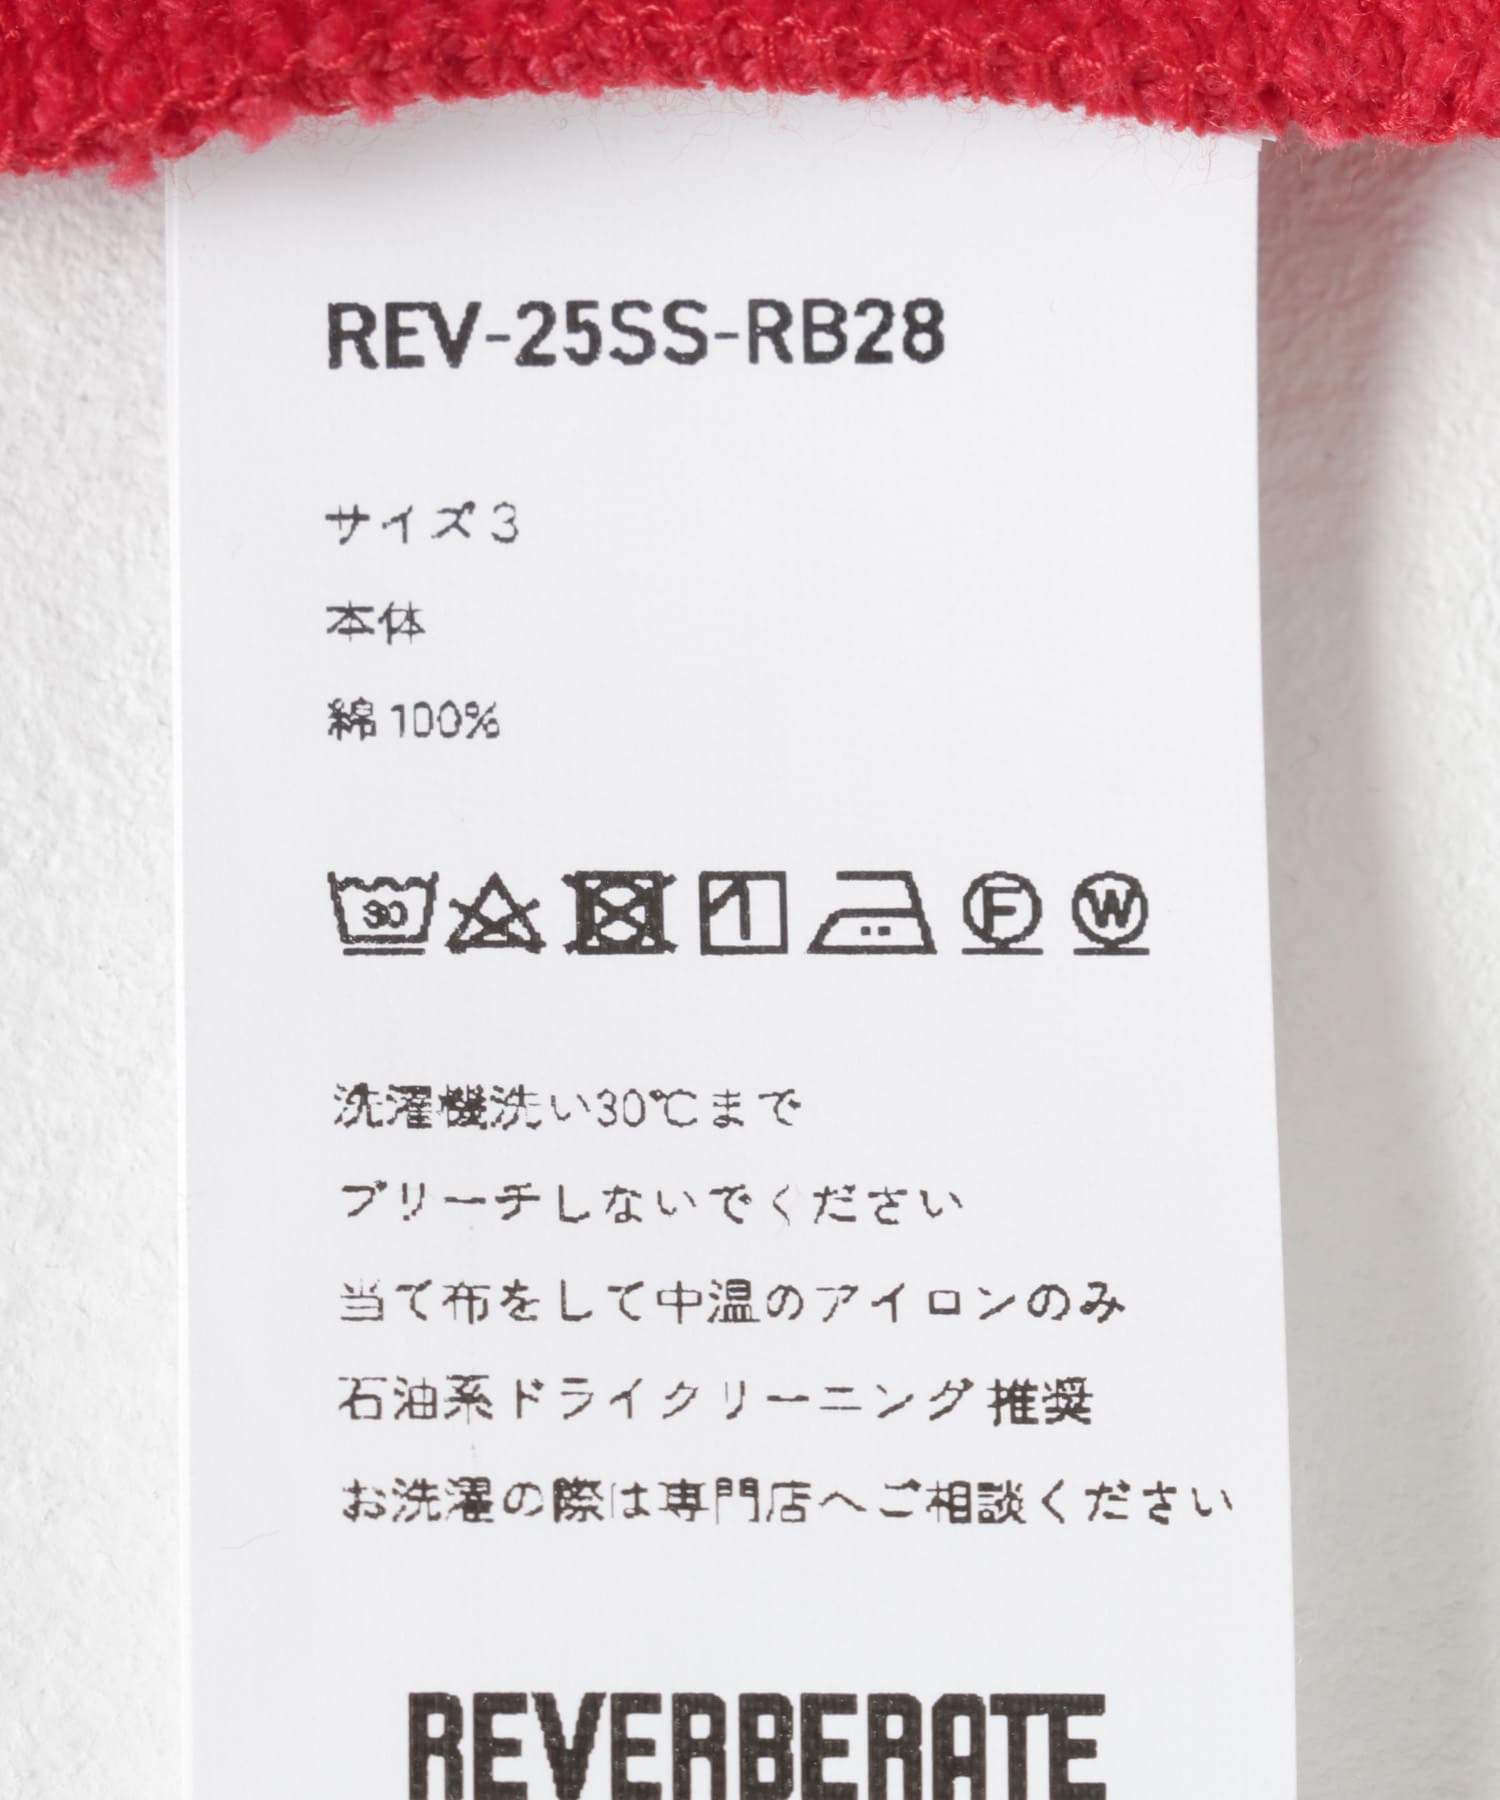 REV-25SS-RB28
サイズ 3
本体
綿 100%
30 F W
洗濯機洗い30℃まで
ブリーチしないでください
当て布をして中温のアイロンのみ
石油系ドライクリーニング推奨
お洗濯の際は専門店へご相談ください
REVERBERATE